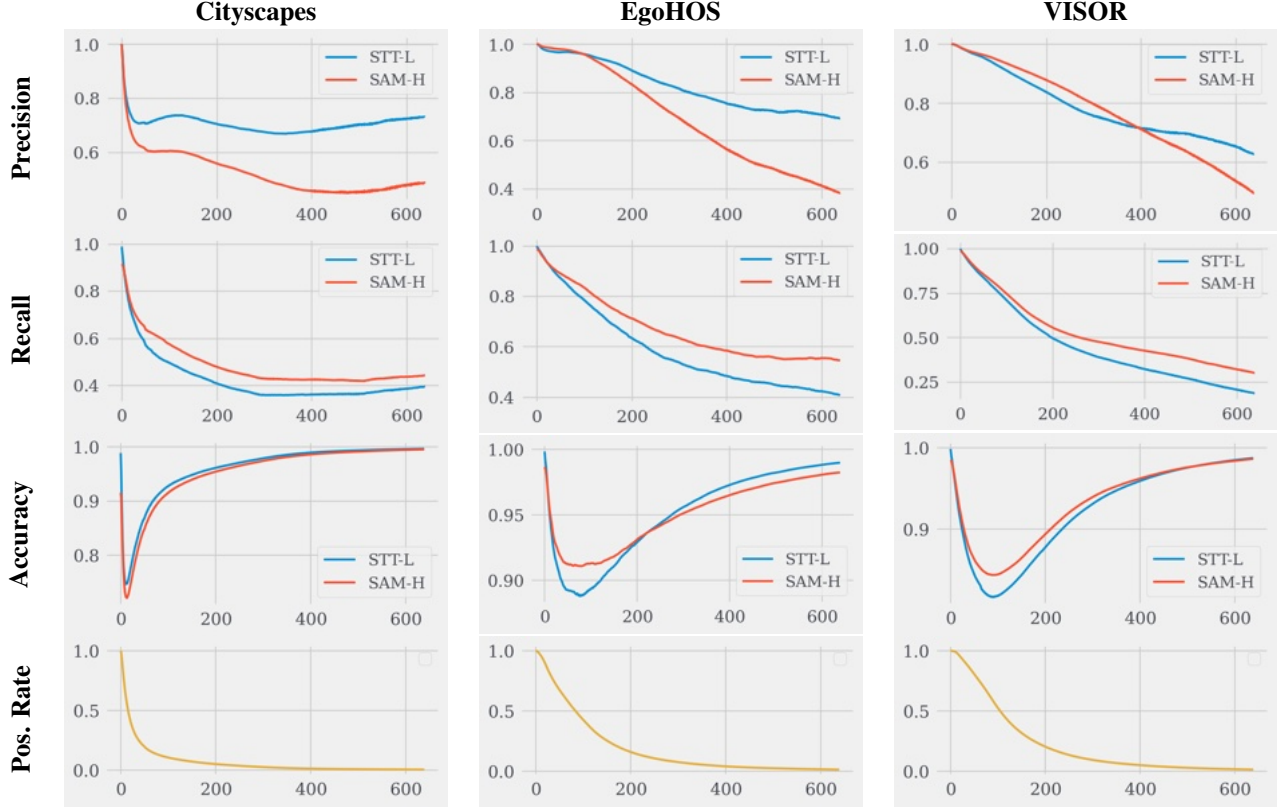 Cityscapes EgoHOS VISOR
Precision
1.0 0.8 0.6
STT-L
SAM-H
0 200 400 600
1.0 0.8 0.6 0.4
STT-L
SAM-H
0 200 400 600
1.0 0.8 0.6
STT-L
SAM-H
0 200 400 600
Recall
1.0 0.8 0.6 0.4
STT-L
SAM-H
0 200 400 600
1.0 0.8 0.6 0.4
STT-L
SAM-H
0 200 400 600
1.00 0.75 0.50 0.25
STT-L
SAM-H
0 200 400 600
Accuracy
1.0 0.9 0.8
STT-L
SAM-H
0 200 400 600
1.00 0.95 0.90
STT-L
SAM-H
0 200 400 600
1.0 0.9
STT-L
SAM-H
0 200 400 600
Pos. Rate
1.0 0.5 0.0
0 200 400 600
1.0 0.5 0.0
0 200 400 600
1.0 0.5 0.0
0 200 400 600